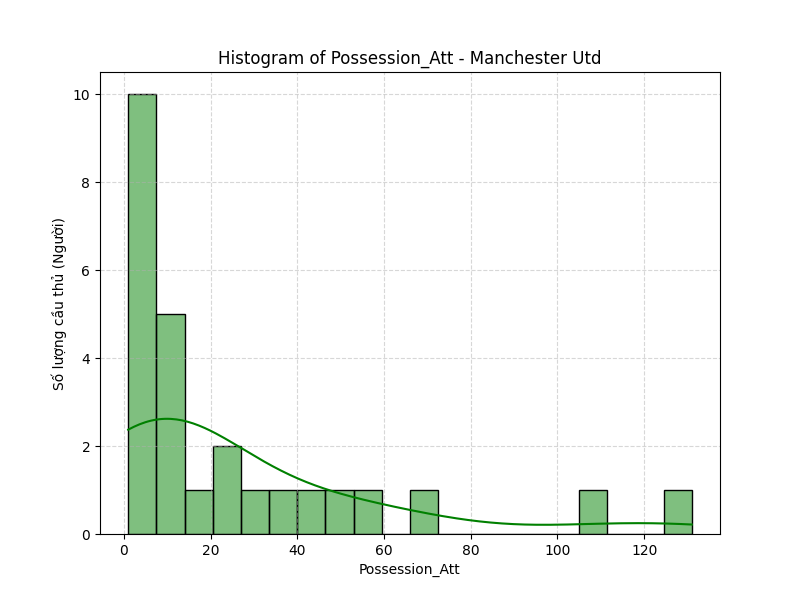 Histogram of Possession_Att - Manchester Utd
Số lượng cầu thủ (Người)
10
8
6
4
2
0
0 20 40 60 80 100 120
Possession_Att